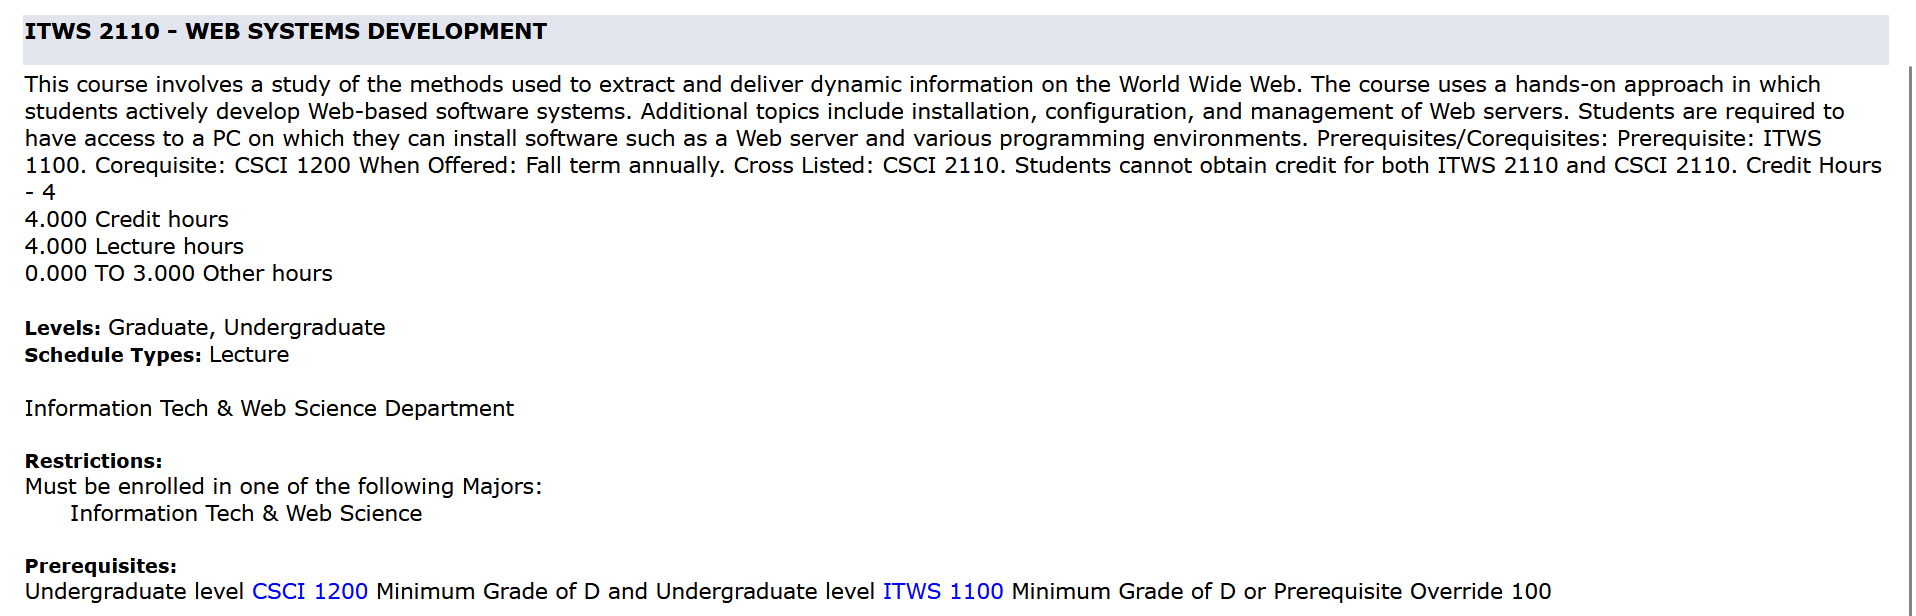 ITWS 2110 - WEB SYSTEMS DEVELOPMENT
This course involves a study of the methods used to extract and deliver dynamic information on the World Wide Web. The course uses a hands-on approach in which
students actively develop Web-based software systems. Additional topics include installation, configuration, and management of Web servers. Students are required to
have access to a PC on which they can install software such as a Web server and various programming environments. Prerequisites/Corequisites: Prerequisite: ITWS
1100. Corequisite: CSCI 1200 When Offered: Fall term annually. Cross Listed: CSCI 2110. Students cannot obtain credit for both ITWS 2110 and CSCI 2110. Credit Hours
- 4
4.000 Credit hours
4.000 Lecture hours
0.000 TO 3.000 Other hours
Levels: Graduate, Undergraduate
Schedule Types: Lecture
Information Tech & Web Science Department
Restrictions:
Must be enrolled in one of the following Majors:
Information Tech & Web Science
Prerequisites:
Undergraduate level CSCI 1200 Minimum Grade of D and Undergraduate level ITWS 1100 Minimum Grade of D or Prerequisite Override 100